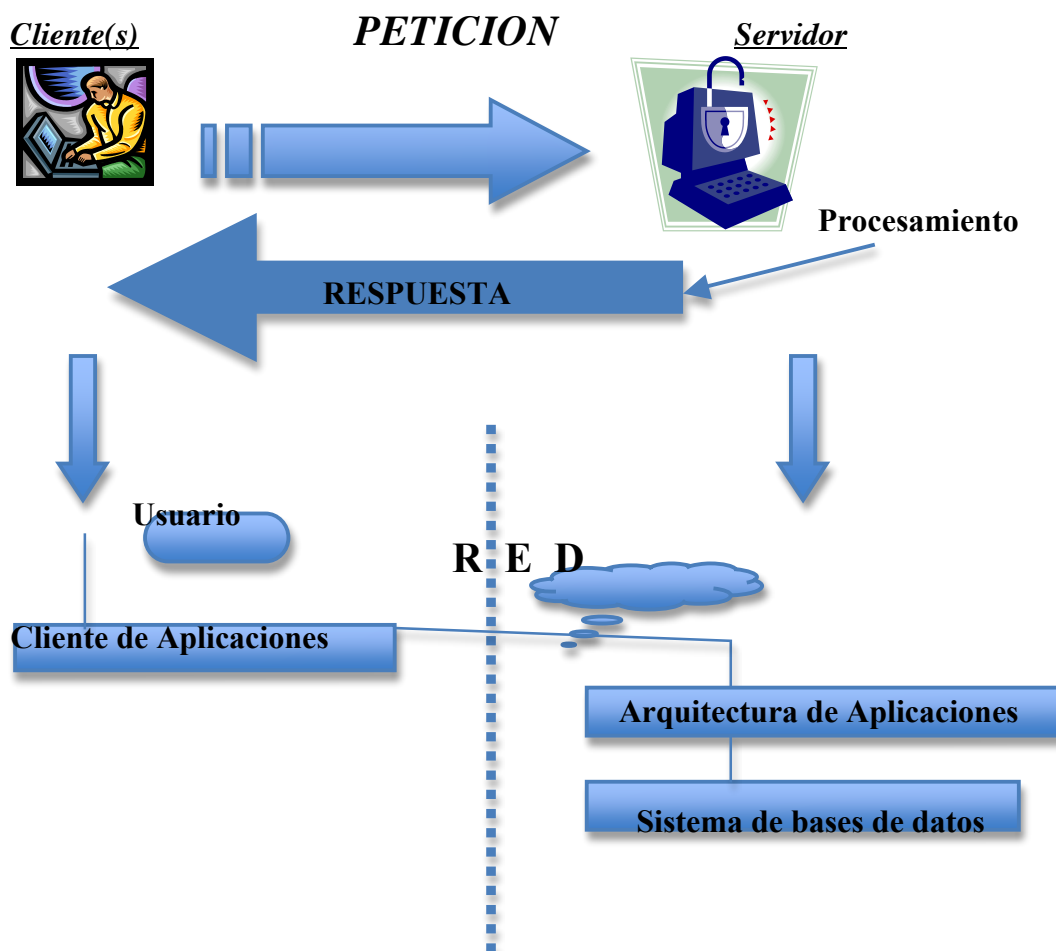 Cliente(s)
PETICION
Servidor
Procesamiento
RESPUESTA
Usuario
R E D
Cliente de Aplicaciones
Arquitectura de Aplicaciones
Sistema de bases de datos